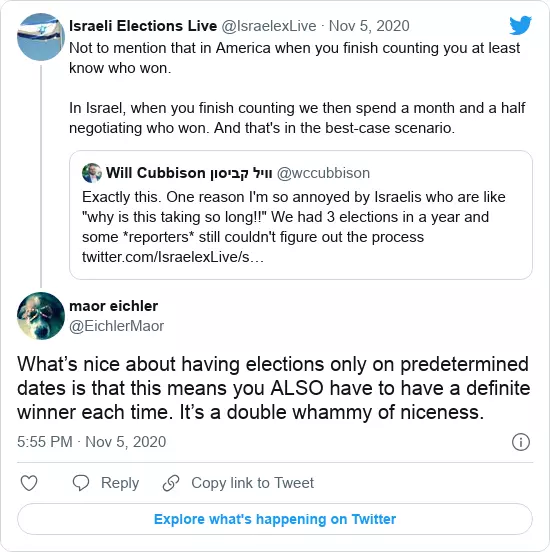 Israeli Elections Live @IsraelexLive · Nov 5, 2020
Not to mention that in America when you finish counting you at least
know who won.
In Israel, when you finish counting we then spend a month and a half
negotiating who won. And that's in the best-case scenario.
Will Cubbison וויל קביסון @wccubbison
Exactly this. One reason I'm so annoyed by Israelis who are like
"why is this taking so long!!" We had 3 elections in a year and
some *reporters* still couldn't figure out the process
twitter.com/IsraelexLive/s…
maor eichler
@EichlerMaor
What's nice about having elections only on predetermined
dates is that this means you ALSO have to have a definite
winner each time. It's a double whammy of niceness.
5:55 PM · Nov 5, 2020
Reply
Copy link to Tweet
Explore what's happening on Twitter